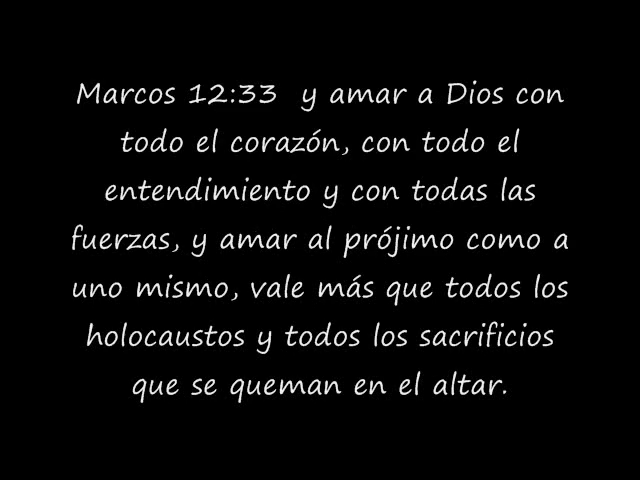 Marcos 12:33  y amar a Dios con
todo el corazón, con todo el
entendimiento y con todas las
fuerzas, y amar al prójimo como a
uno mismo, vale más que todos los
holocaustos y todos los sacrificios
que se queman en el altar.